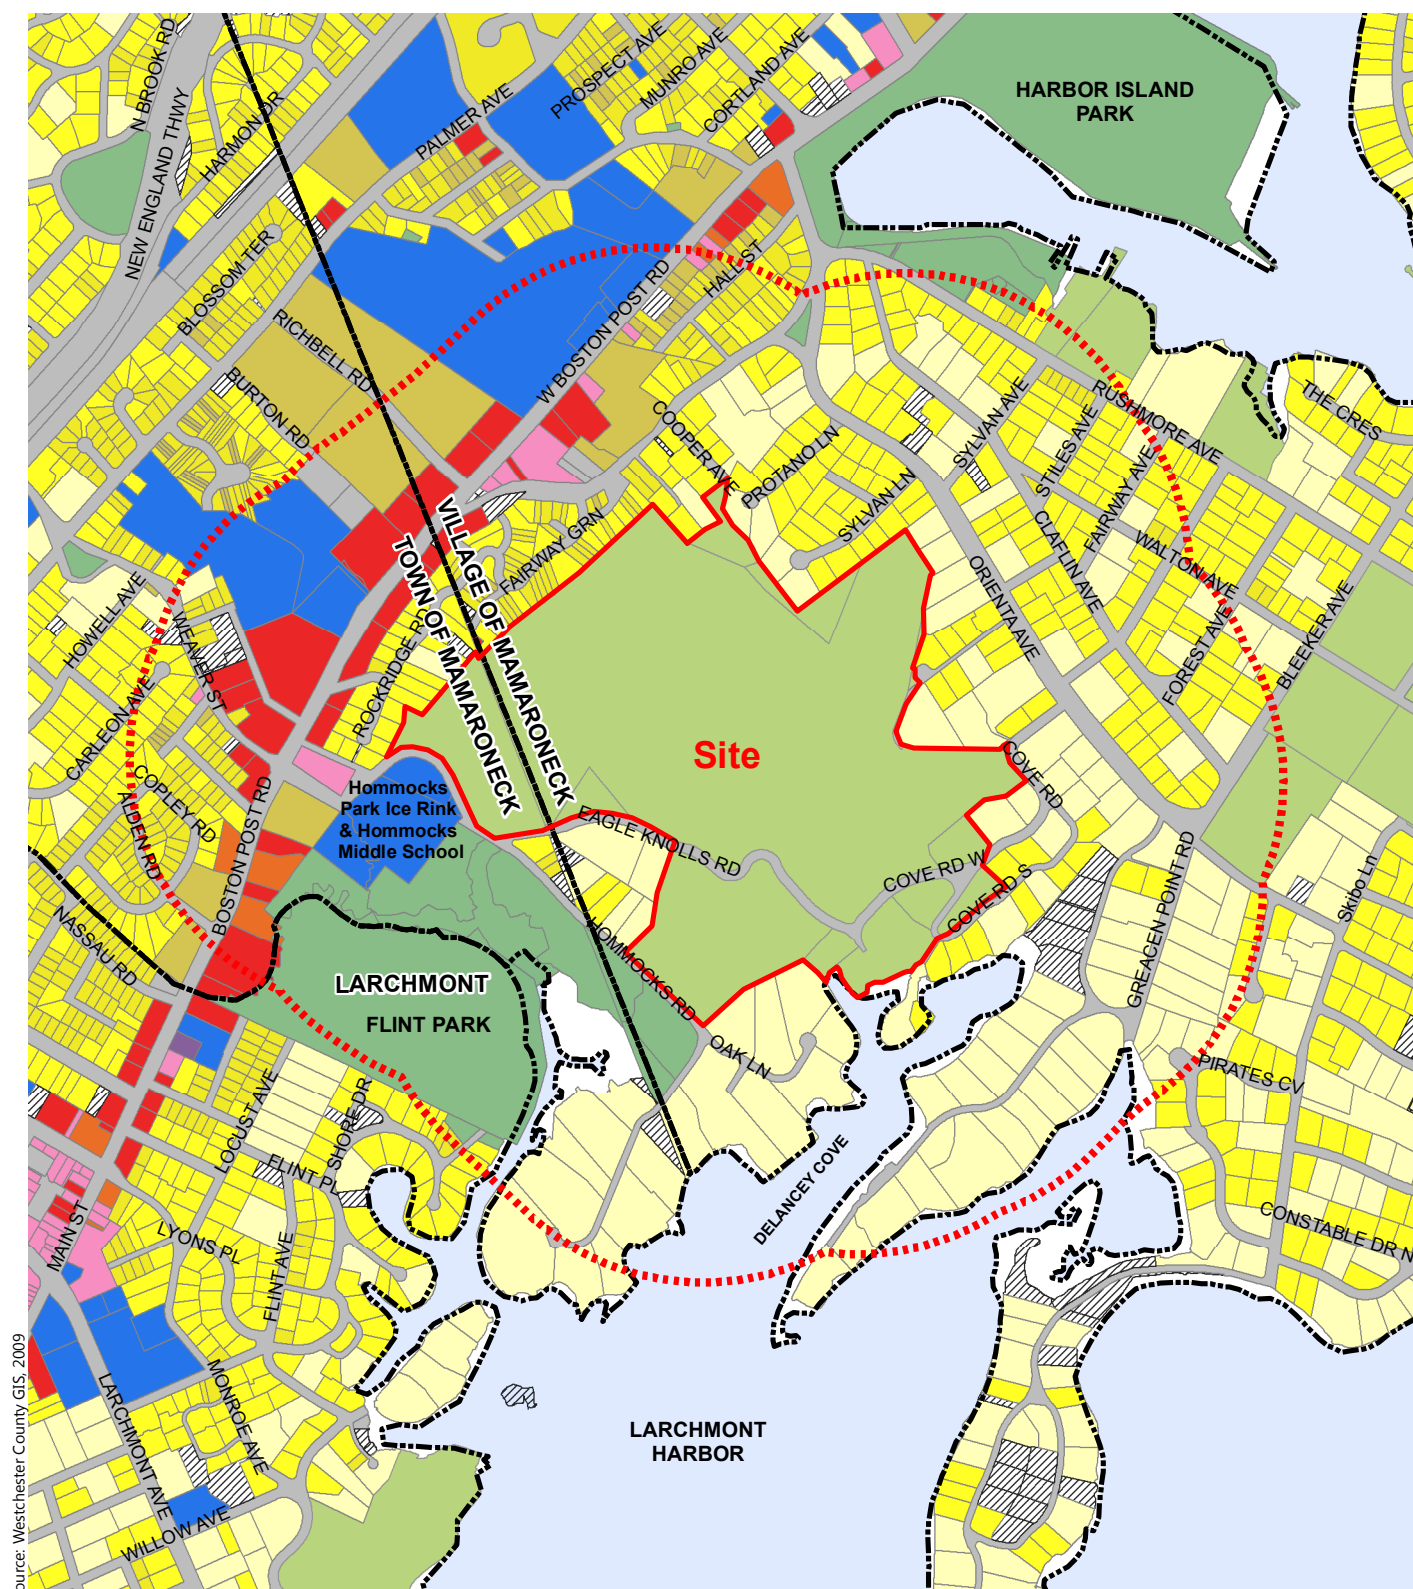 N BROOK RD
NEW ENGLAND THWY
HARMON DR
PALMER AVE
PROSPECT AVE
MUNRO AVE
CORTLAND AVE
HARBOR ISLAND
PARK
BLOSSOM TER
RICHBELL RD
BURTON RD
W BOSTON POST RD
HALL ST
COOPER AVE
PROTANO LN
SYLVAN LN
SYLVAN AVE
STILES AVE
RUSHMORE AVE
FAIRWAY AVE
CLAFLIN AVE
WALTON AVE
THE CRES
ORIENTA AVE
FOREST AVE
BLEEKER AVE
VILLAGE OF MAMARONECK
TOWN OF MAMARONECK
FAIRWAY GRN
ROCKRIDGE RD
HOWELL AVE
WEAVER ST
CARLEON AVE
COPLEY RD
ALDEN RD
BOSTON POST RD
NASSAU RD
Site
Hommocks
Park Ice Rink
& Hommocks
Middle School
EAGLE KNOLLS RD
COVE RD
COVE RD W
COVE RD S
HOMMOCKS RD
OAK LN
GREACEN POINT RD
Skibo Ln
PIRATES CV
CONSTABLE DR N
LARCHMONT
FLINT PARK
DELANCEY COVE
LOCUST AVE
SHORE DR
FLINT PL
LYONS PL
FLINT AVE
MAIN ST
MONROE AVE
LARCHMONT AVE
WILLOW AVE
LARCHMONT
HARBOR
ource: Westchester County GIS, 2009